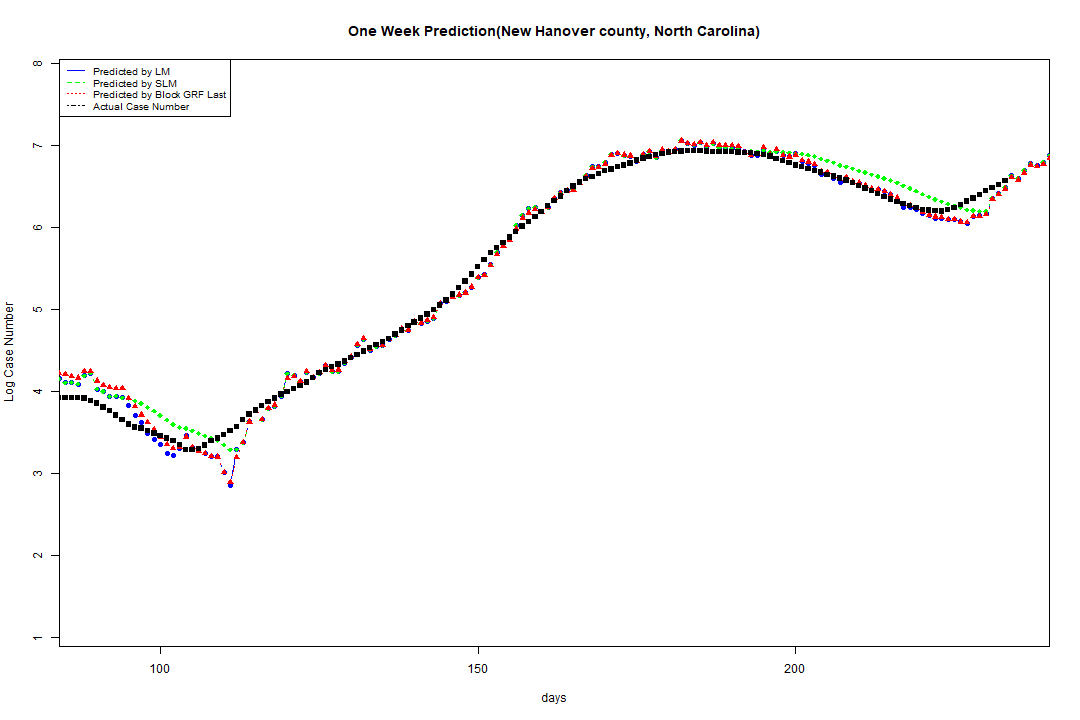 One Week Prediction(New Hanover county, North Carolina)
Predicted by LM
Predicted by SLM
Predicted by Block GRF Last
Actual Case Number
8
7
6
5
4
3
2
1
Log Case Number
100 150 200
days